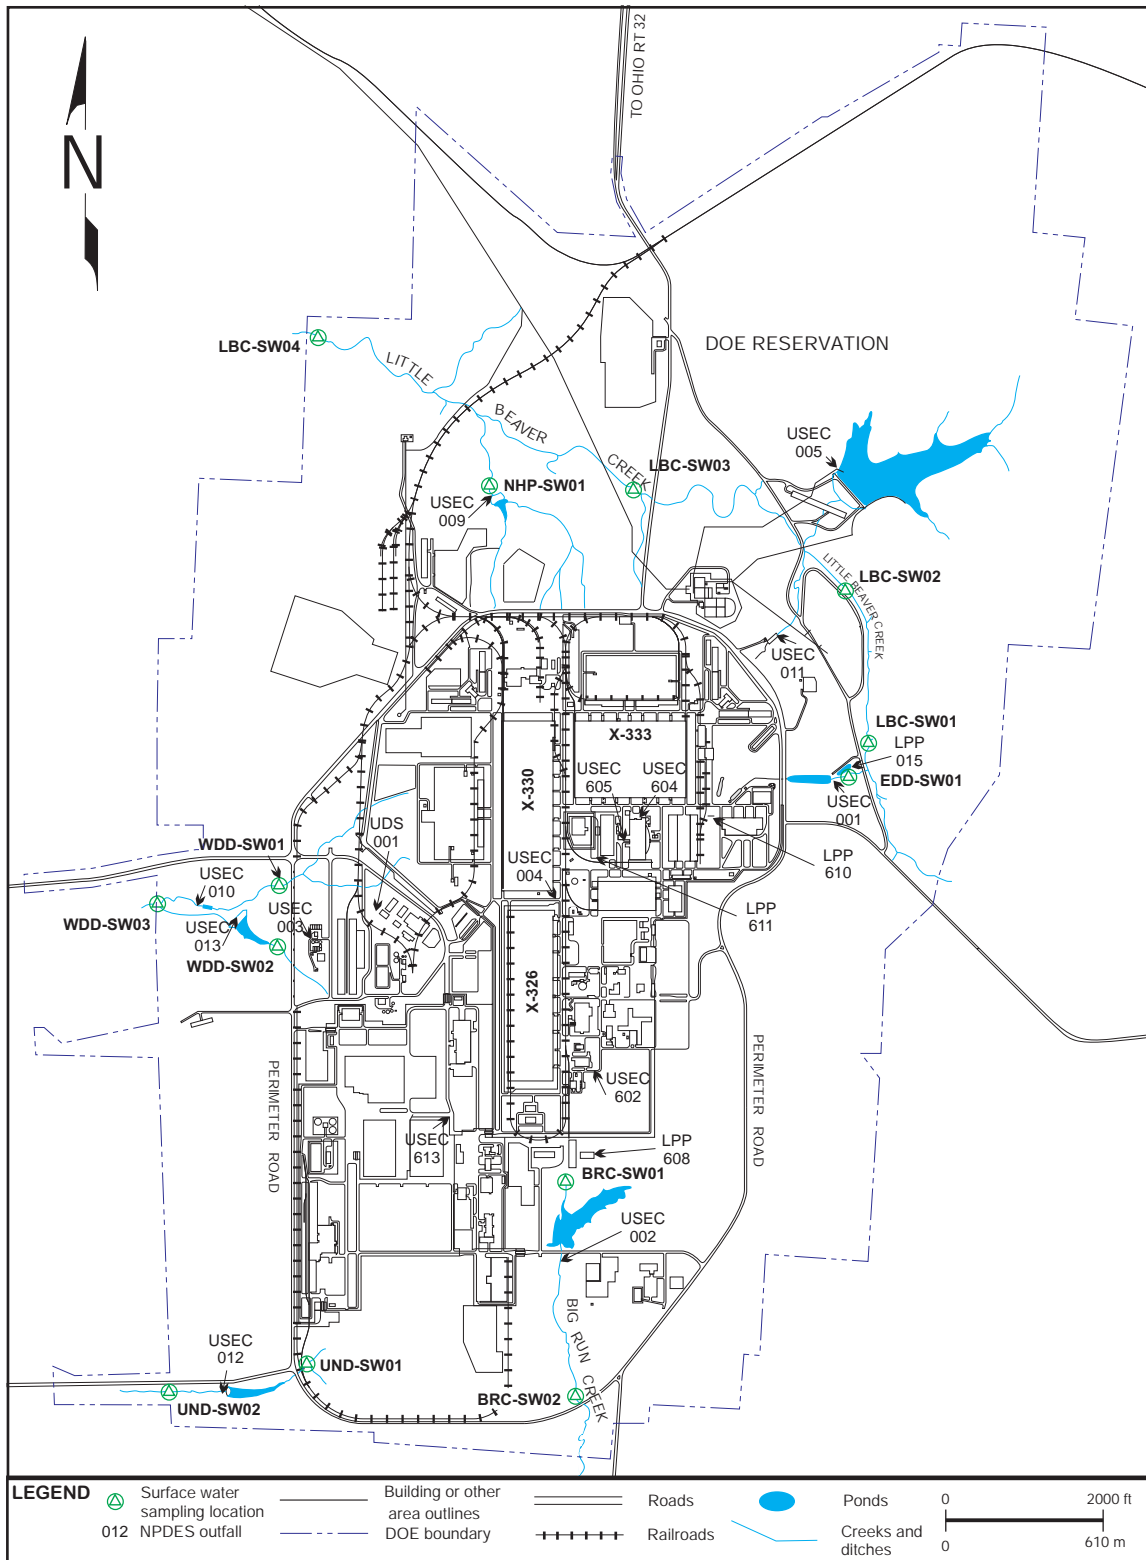 TO OHIO RT 32
N
DOE RESERVATION
LBC-SW04
LITTLE
BEAVER
CREEK
LBC-SW03
USEC
005
NHP-SW01
USEC
009
LBC-SW02
LITTLE BEAVER CREEK
USEC
011
LBC-SW01
LPP
015
EDD-SW01
USEC
001
X-333
X-330
USEC
605
USEC
604
UDS
001
USEC
004
LPP
610
LPP
611
WDD-SW01
USEC
010
WDD-SW03
USEC
013
USEC
003
WDD-SW02
X-326
PERIMETER ROAD
PERIMETER ROAD
USEC
602
USEC
613
LPP
608
BRC-SW01
USEC
002
BIG RUN CREEK
USEC
012
UND-SW01
UND-SW02
BRC-SW02
LEGEND
Surface water
sampling location
012 NPDES outfall
Building or other
area outlines
DOE boundary
Roads
Railroads
Ponds
Creeks and
ditches
0 2000 ft
0 610 m